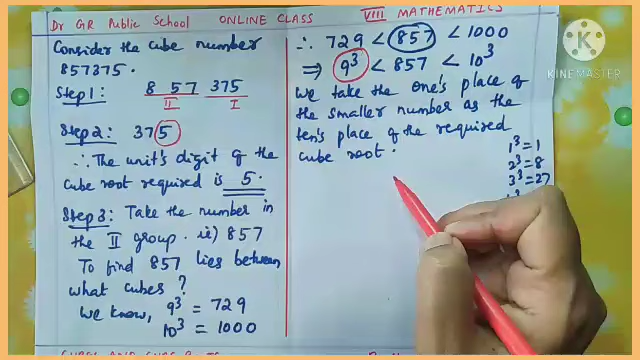 Dr GR Public School ONLINE CLASS VIII MATHEMATICS
Consider the cube number
857375.
Step 1: 8 57 375
II I
Step 2: 375
∴ The unit's digit of the
cube root required is 5.
Step 3: Take the number in
the II group. ie) 857
To find 857 lies between
what cubes?
We know, 9³ = 729
10³ = 1000
∴ 729 < 857 < 1000
⇒ 9³ < 857 < 10³
We take the one's place of
the smaller number as the
ten's place of the required
cube root.
1³=1
2³=8
3³=27
KINEMASTER